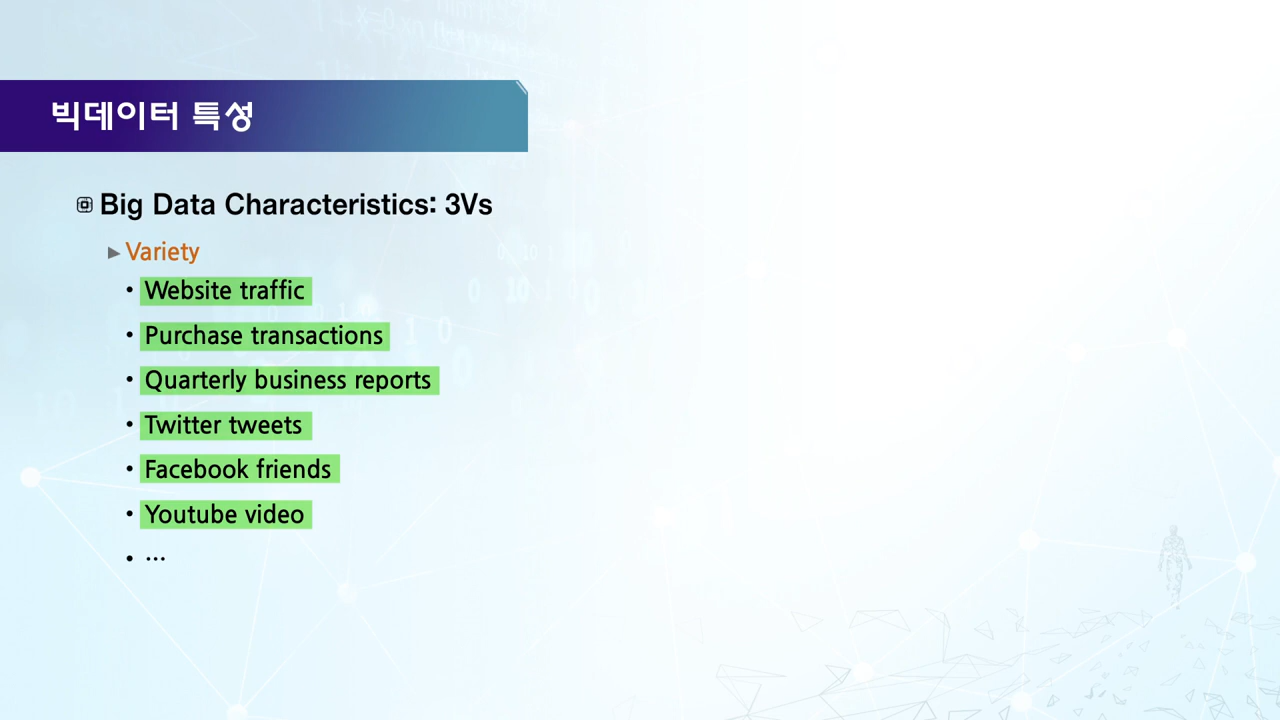 빅데이터 특성
Big Data Characteristics: 3Vs
▶ Variety
• Website traffic
• Purchase transactions
• Quarterly business reports
• Twitter tweets
• Facebook friends
• Youtube video
• …